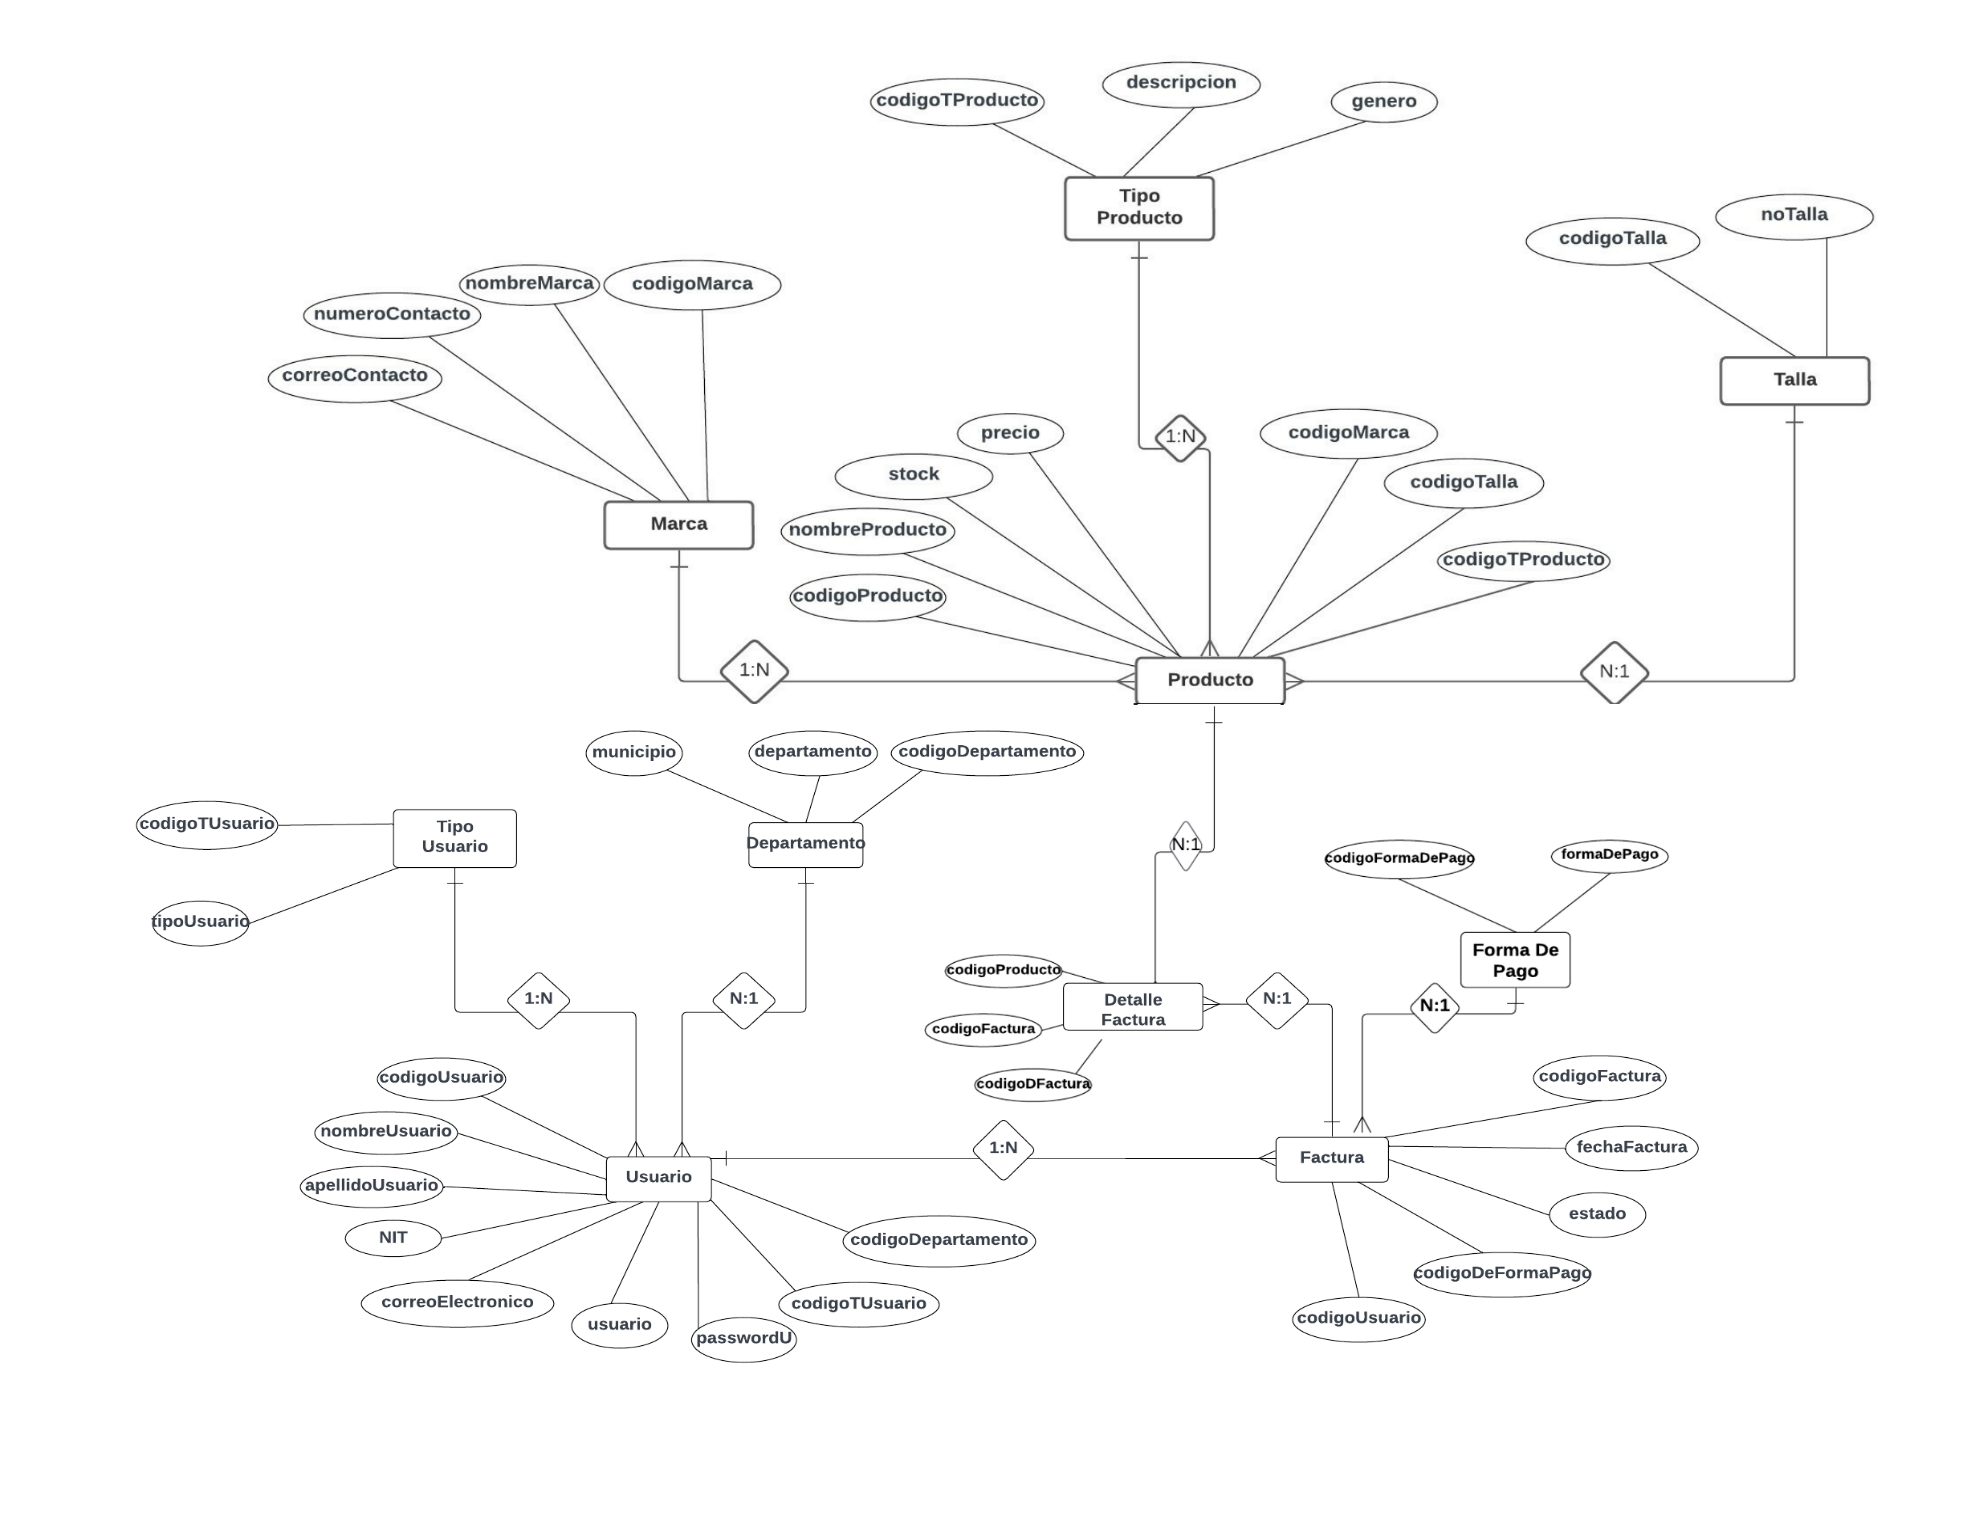 descripcion
codigoTProducto
genero
Tipo
Producto
noTalla
codigoTalla
nombreMarca
codigoMarca
numeroContacto
correoContacto
Talla
precio
1:N
codigoMarca
stock
codigoTalla
Marca
nombreProducto
codigoTProducto
codigoProducto
1:N
Producto
N:1
municipio
departamento
codigoDepartamento
codigoTUsuario
Tipo
Usuario
Departamento
N:1
codigoFormaDePago
formaDePago
tipoUsuario
Forma De
Pago
codigoProducto
1:N
N:1
Detalle
Factura
N:1
N:1
codigoFactura
codigoDFactura
codigoUsuario
codigoFactura
nombreUsuario
1:N
fechaFactura
Usuario
Factura
apellidoUsuario
estado
NIT
codigoDepartamento
codigoDeFormaPago
correoElectronico
codigoTUsuario
usuario
codigoUsuario
passwordU